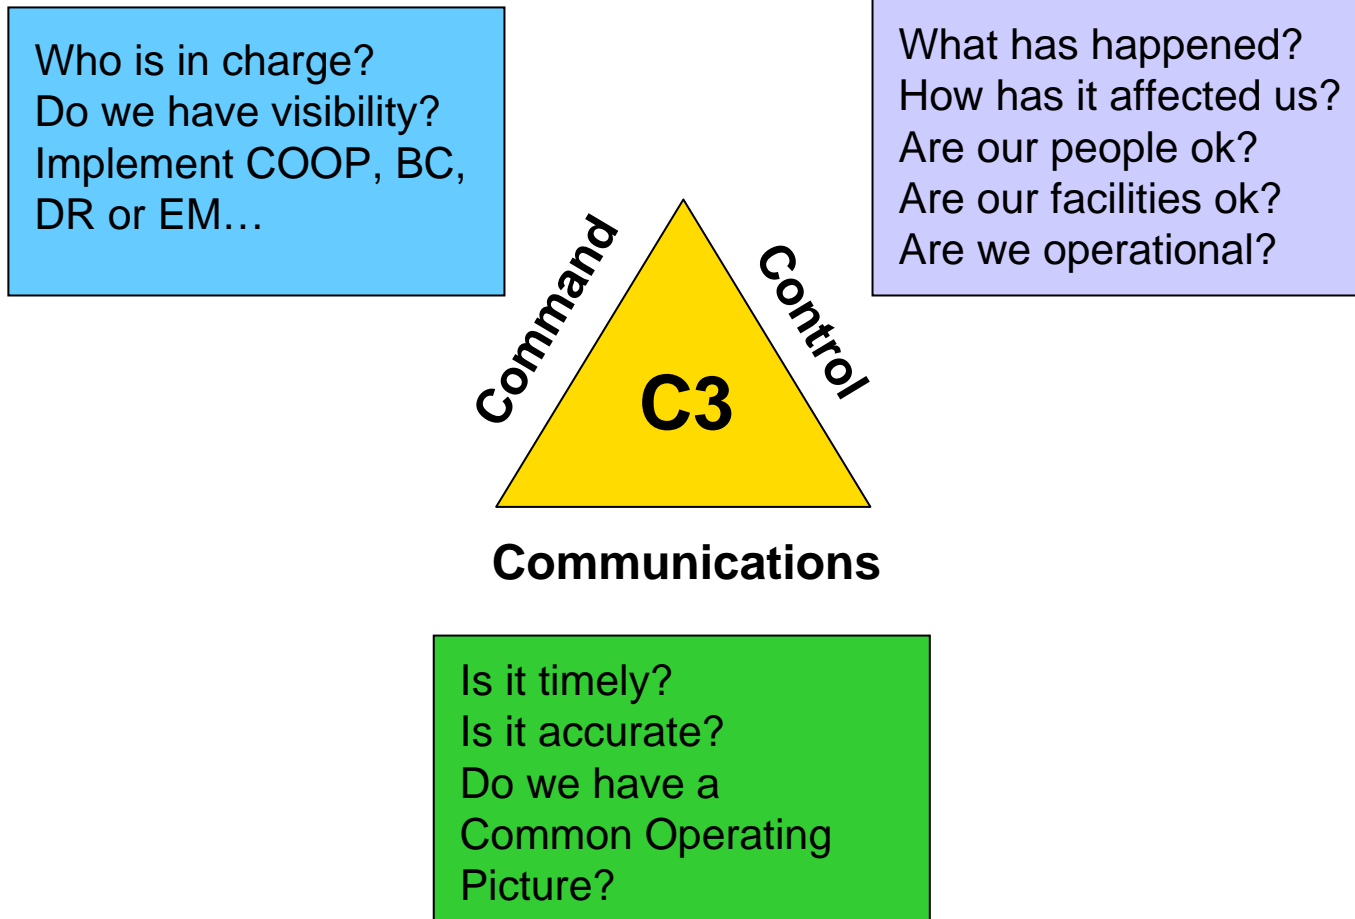 Who is in charge?
Do we have visibility?
Implement COOP, BC,
DR or EM…
What has happened?
How has it affected us?
Are our people ok?
Are our facilities ok?
Are we operational?
Command
Control
C3
Communications
Is it timely?
Is it accurate?
Do we have a
Common Operating
Picture?